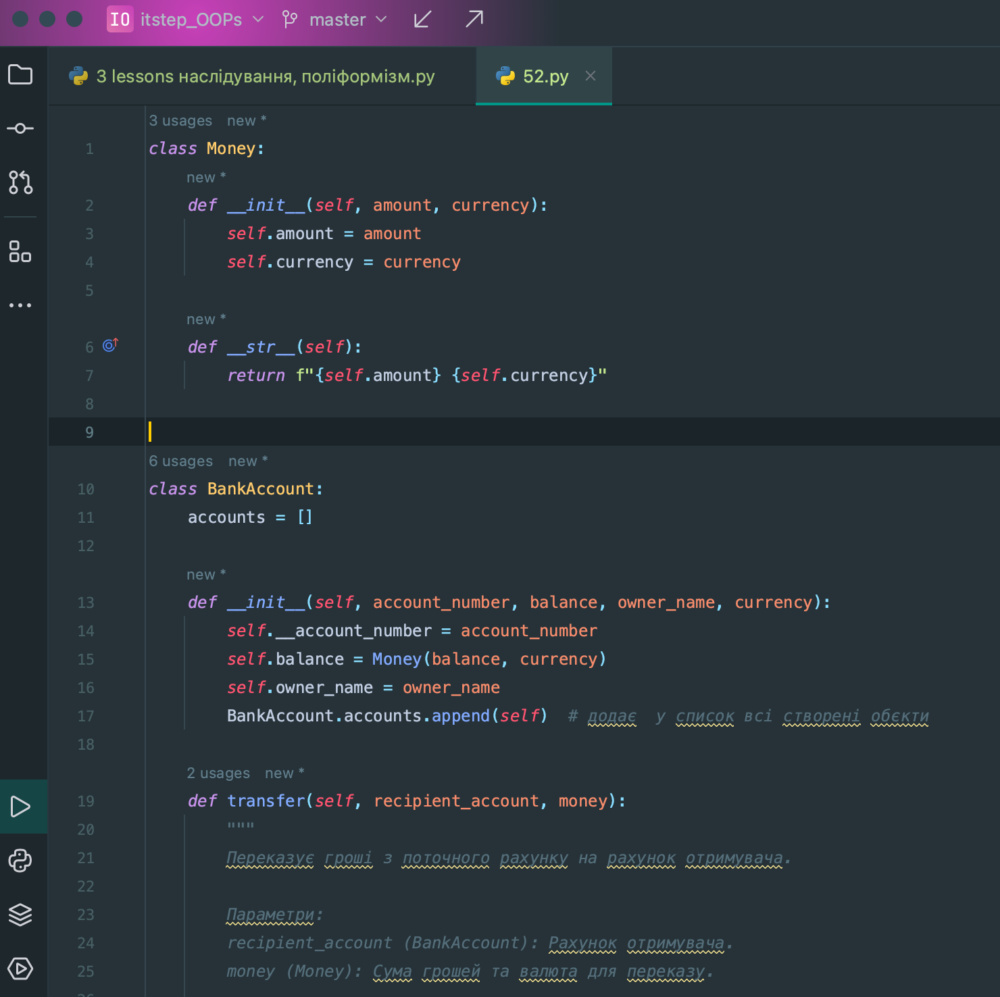 IO itstep_OOPs master
3 lessons наслідування, поліформізм.py 52.py
3 usages new *
1 class Money:
new *
2 def __init__(self, amount, currency):
3 self.amount = amount
4 self.currency = currency
5
new *
6 def __str__(self):
7 return f"{self.amount} {self.currency}"
8
9
6 usages new *
10 class BankAccount:
11 accounts = []
12
new *
13 def __init__(self, account_number, balance, owner_name, currency):
14 self.__account_number = account_number
15 self.balance = Money(balance, currency)
16 self.owner_name = owner_name
17 BankAccount.accounts.append(self) # додає у список всі створені обєкти
18
2 usages new *
19 def transfer(self, recipient_account, money):
20 """
21 Переказує гроші з поточного рахунку на рахунок отримувача.
22
23 Параметри:
24 recipient_account (BankAccount): Рахунок отримувача.
25 money (Money): Сума грошей та валюта для переказу.